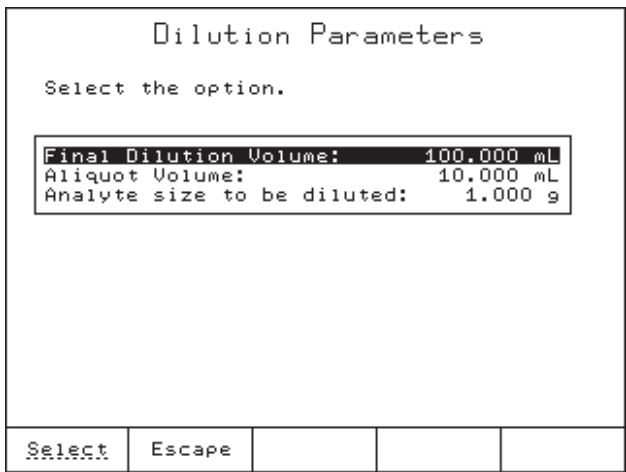 Dilution Parameters
Select the option.
Final Dilution Volume: 100.000 mL
Aliquot Volume: 10.000 mL
Analyte size to be diluted: 1.000 g
Select Escape